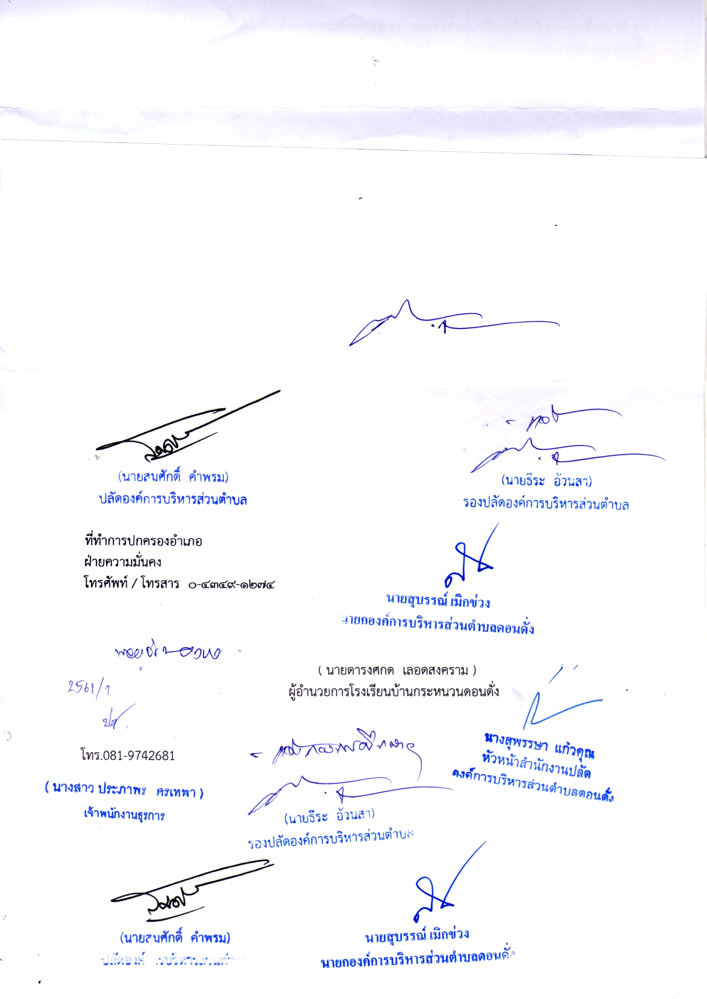 (นายสมศักดิ์ คำพรม)
ปลัดองค์การบริหารส่วนตำบล
(นายธีระ อ้วนสา)
รองปลัดองค์การบริหารส่วนตำบล
ที่ทำการปกครองอำเภอ
ฝ่ายความมั่นคง
โทรศัพท์ / โทรสาร ๐-๔๓๔๙-๑๒๗๔
นายสุบรรณ์ เมิกข่วง
นายกองค์การบริหารส่วนตำบลดอนดั่ง
( นายดารงศกด เลอดสงคราม )
ผู้อำนวยการโรงเรียนบ้านกระหนวนดอนดั่ง
2561/1
โทร.081-9742681
นางสุพรรษา แก้วคุณ
หัวหน้าสำนักงานปลัด
องค์การบริหารส่วนตำบลดอนดั่ง
( นางสาว ประภาพร ศรเทพา )
เจ้าพนักงานธุรการ
(นายธีระ อ้วนสา)
รองปลัดองค์การบริหารส่วนตำบล
(นายสมศักดิ์ คำพรม)
ปลัดองค์การบริหารส่วนตำบล
นายสุบรรณ์ เมิกข่วง
นายกองค์การบริหารส่วนตำบลดอนดั่ง